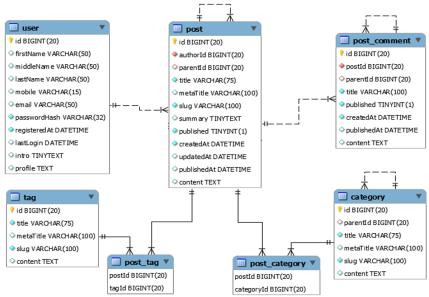 user
id BIGINT(20)
firstName VARCHAR(50)
middleName VARCHAR(50)
lastName VARCHAR(50)
mobile VARCHAR(15)
email VARCHAR(50)
passwordHash VARCHAR(32)
registeredAt DATETIME
lastLogin DATETIME
intro TINYTEXT
profile TEXT
post
id BIGINT(20)
authorId BIGINT(20)
parentId BIGINT(20)
title VARCHAR(75)
metaTitle VARCHAR(100)
slug VARCHAR(100)
summary TINYTEXT
published TINYINT(1)
createdAt DATETIME
updatedAt DATETIME
publishedAt DATETIME
content TEXT
post_comment
id BIGINT(20)
postId BIGINT(20)
parentId BIGINT(20)
title VARCHAR(100)
published TINYINT(1)
createdAt DATETIME
publishedAt DATETIME
content TEXT
tag
id BIGINT(20)
title VARCHAR(75)
metaTitle VARCHAR(100)
slug VARCHAR(100)
content TEXT
post_tag
postId BIGINT(20)
tagId BIGINT(20)
post_category
postId BIGINT(20)
categoryId BIGINT(20)
category
id BIGINT(20)
parentId BIGINT(20)
title VARCHAR(75)
metaTitle VARCHAR(100)
slug VARCHAR(100)
content TEXT